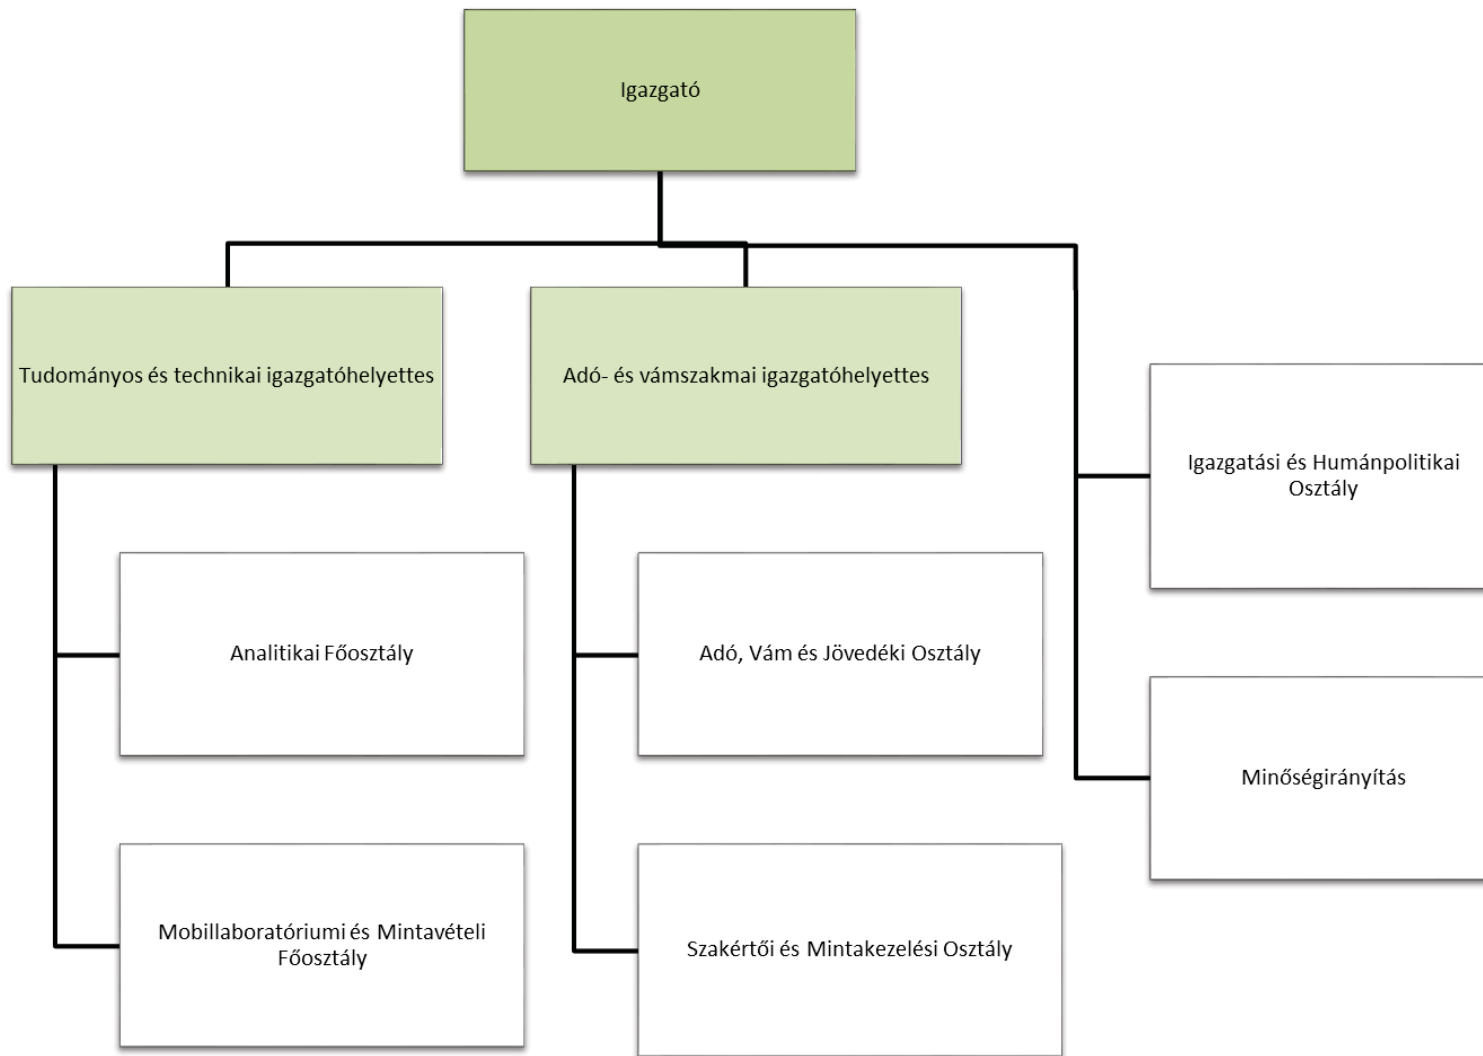 Igazgató
Tudományos és technikai igazgatóhelyettes
Adó- és vámszakmai igazgatóhelyettes
Igazgatási és Humánpolitikai
Osztály
Analitikai Főosztály
Adó, Vám és Jövedéki Osztály
Minőségirányítás
Mobillaboratóriumi és Mintavételi
Főosztály
Szakértői és Mintakezelési Osztály